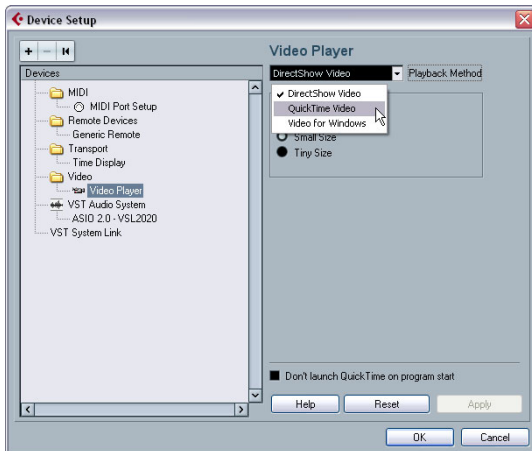 Device Setup
Devices
MIDI
MIDI Port Setup
Remote Devices
Generic Remote
Transport
Time Display
Video
Video Player
VST Audio System
ASIO 2.0 - VSL2020
VST System Link
Video Player
DirectShow Video
Playback Method
DirectShow Video
QuickTime Video
Video for Windows
Small Size
Tiny Size
Don't launch QuickTime on program start
Help
Reset
Apply
OK
Cancel